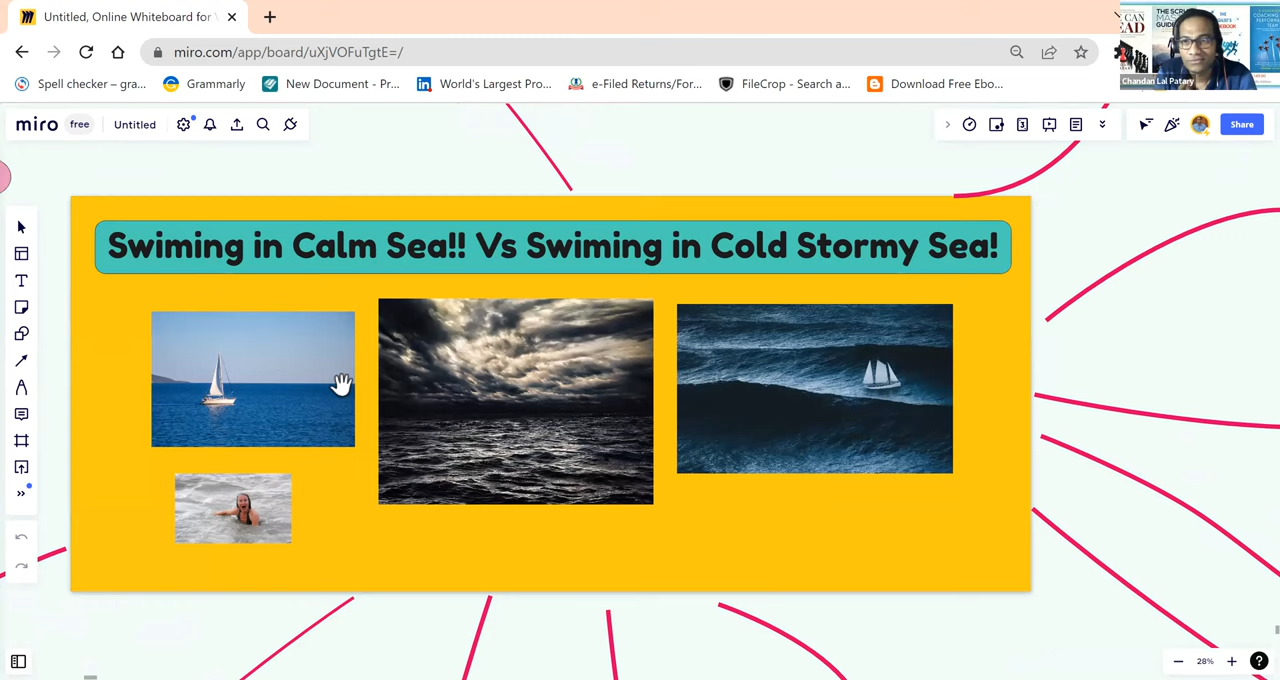 Untitled, Online Whiteboard for
miro.com/app/board/uXjVOFuTgtE=/
Spell checker – gra...
Grammarly
New Document - Pr...
World's Largest Pro...
e-Filed Returns/For...
FileCrop - Search a...
Download Free Ebo...
Chandan Lal Patary
miro free Untitled
3
Share
Swiming in Calm Sea!! Vs Swiming in Cold Stormy Sea!
28%
?